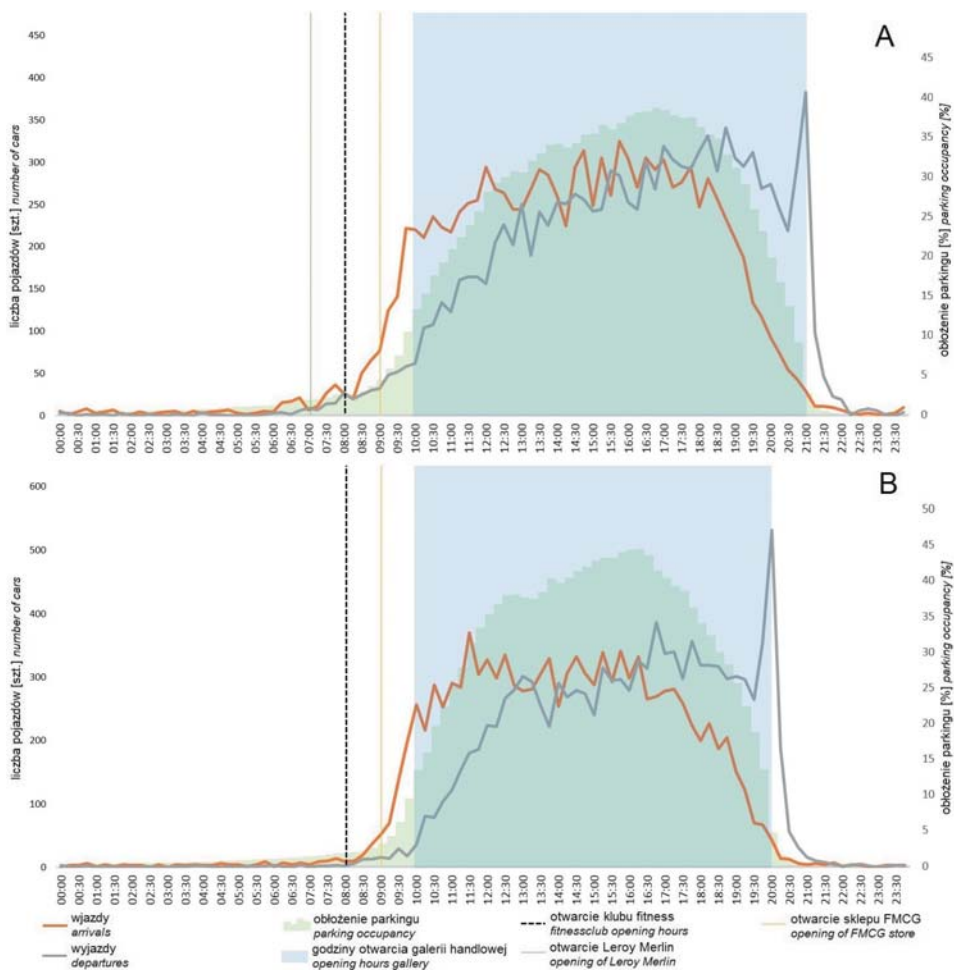 A
450
400
350
300
250
200
150
100
50
0
liczba pojazdów [szt.] number of cars
45
40
35
30
25
20
15
10
5
0
obłożenie parkingu [%] parking occupancy [%]
00:00 00:30 01:00 01:30 02:00 02:30 03:00 03:30 04:00 04:30 05:00 05:30 06:00 06:30 07:00 07:30 08:00 08:30 09:00 09:30 10:00 10:30 11:00 11:30 12:00 12:30 13:00 13:30 14:00 14:30 15:00 15:30 16:00 16:30 17:00 17:30 18:00 18:30 19:00 19:30 20:00 20:30 21:00 21:30 22:00 22:30 23:00 23:30
B
600
500
400
300
200
100
0
liczba pojazdów [szt.] number of cars
50
45
40
35
30
25
20
15
10
5
0
obłożenie parkingu [%] parking occupancy [%]
00:00 00:30 01:00 01:30 02:00 02:30 03:00 03:30 04:00 04:30 05:00 05:30 06:00 06:30 07:00 07:30 08:00 08:30 09:00 09:30 10:00 10:30 11:00 11:30 12:00 12:30 13:00 13:30 14:00 14:30 15:00 15:30 16:00 16:30 17:00 17:30 18:00 18:30 19:00 19:30 20:00 20:30 21:00 21:30 22:00 22:30 23:00 23:30
wjazdy
arrivals
wyjazdy
departures
obłożenie parkingu
parking occupancy
godziny otwarcia galerii handlowej
opening hours gallery
otwarcie klubu fitness
fitnessclub opening hours
otwarcie Leroy Merlin
opening of Leroy Merlin
otwarcie sklepu FMCG
opening of FMCG store